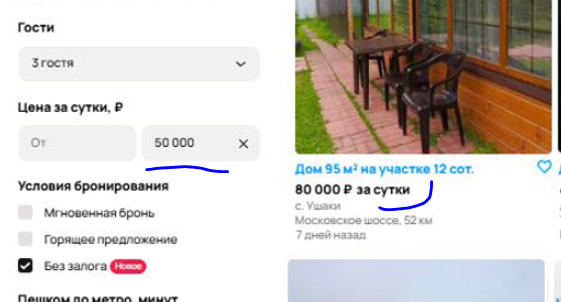 Гости
3 гостя
Цена за сутки, ₽
От
50 000
Условия бронирования
Мгновенная бронь
Горящее предложение
Без залога Новое
Пешком до метро, минут
Дом 95 м² на участке 12 сот.
80 000 ₽ за сутки
с. Ушаки
Московское шоссе, 52 км
7 дней назад